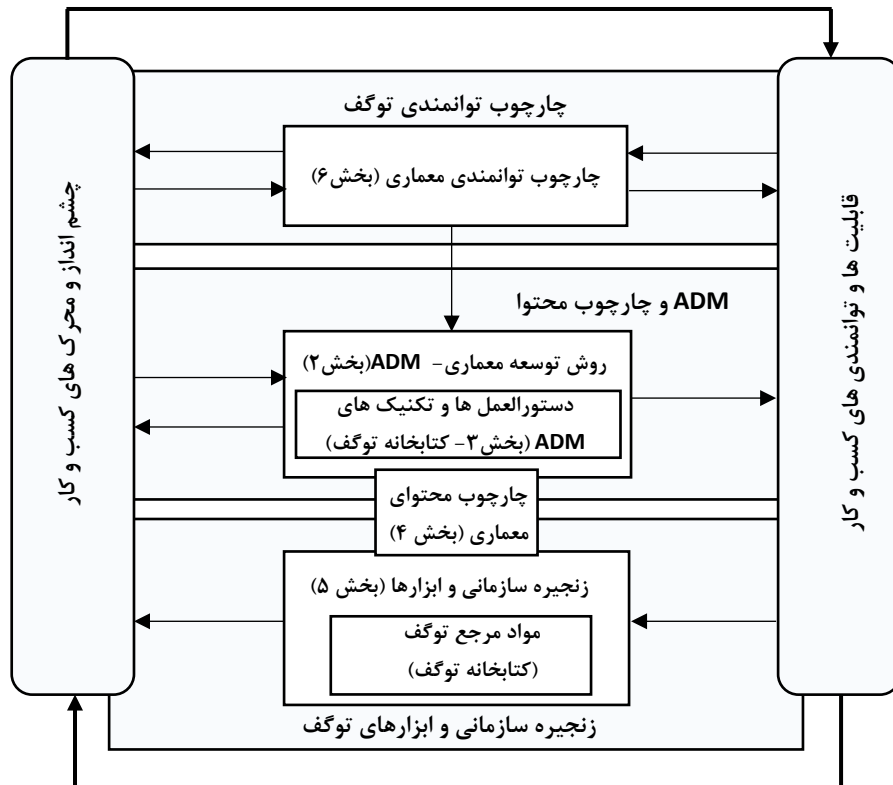 چارچوب توانمندی توگف
چارچوب توانمندی معماری (بخش۶)
قابلیت ها و توانمندی های کسب و کار
چشم انداز و محرک های کسب و کار
ADM و چارچوب محتوا
روش توسعه معماری- ADM(بخش۲)
دستورالعمل ها و تکنیک های
ADM (بخش۳- کتابخانه توگف)
چارچوب محتوای
معماری (بخش ۴)
زنجیره سازمانی و ابزارها (بخش ۵)
مواد مرجع توگف
(کتابخانه توگف)
زنجیره سازمانی و ابزارهای توگف